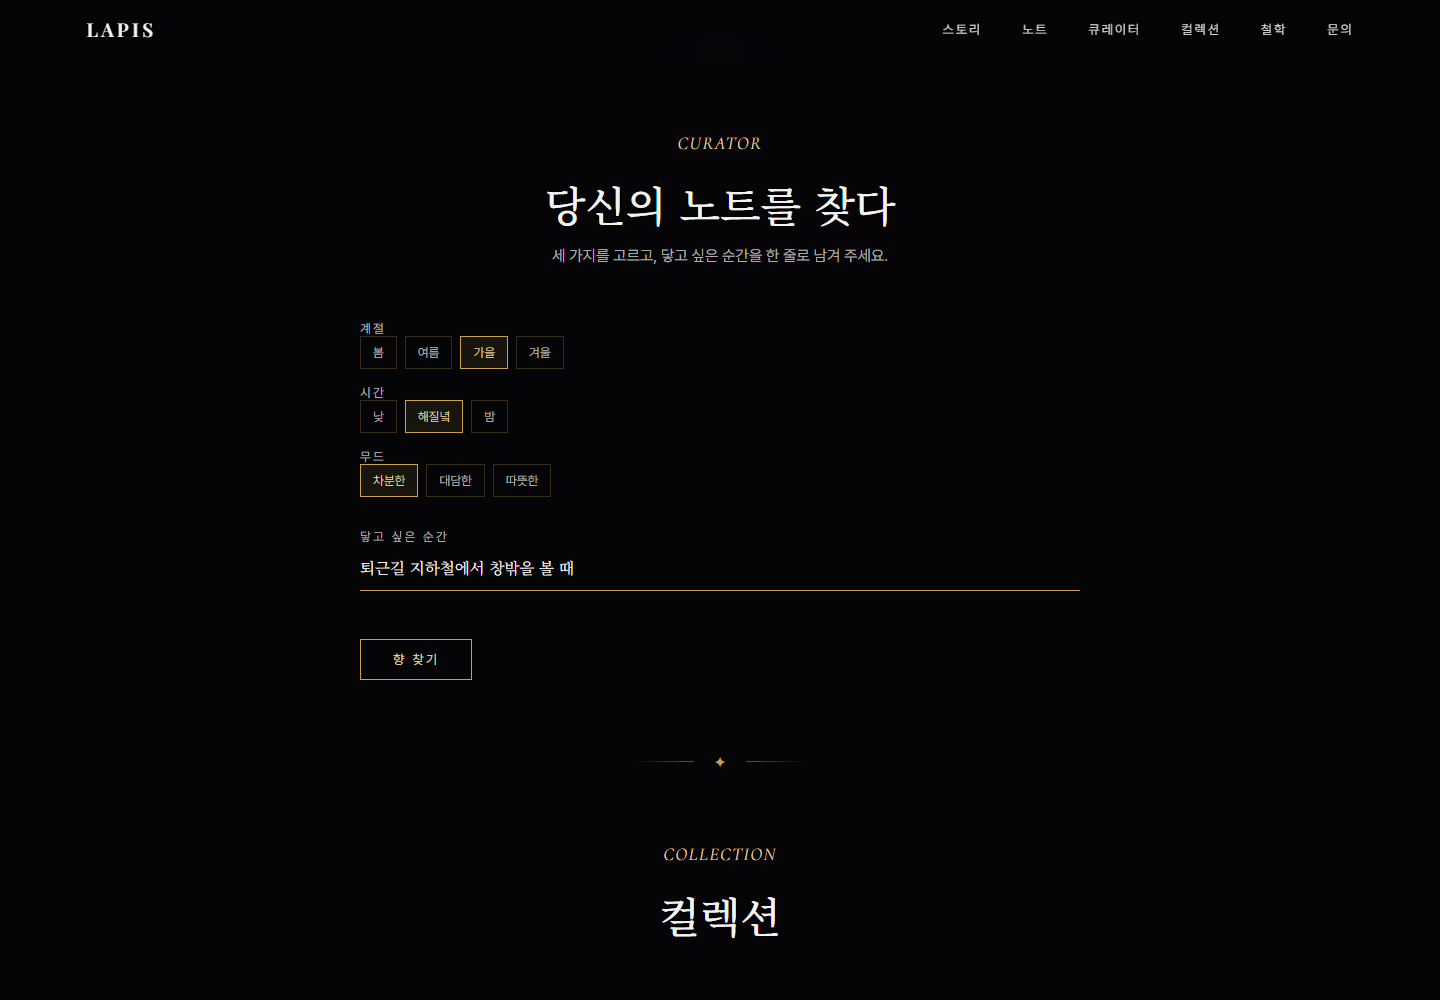 LAPIS 스토리 노트 큐레이터 컬렉션 철학 문의
CURATOR
당신의 노트를 찾다
세 가지를 고르고, 닿고 싶은 순간을 한 줄로 남겨 주세요.
계절
봄 여름 가을 겨울
시간
낮 해질녘 밤
무드
차분한 대담한 따뜻한
닿고 싶은 순간
퇴근길 지하철에서 창밖을 볼 때
향 찾기
COLLECTION
컬렉션